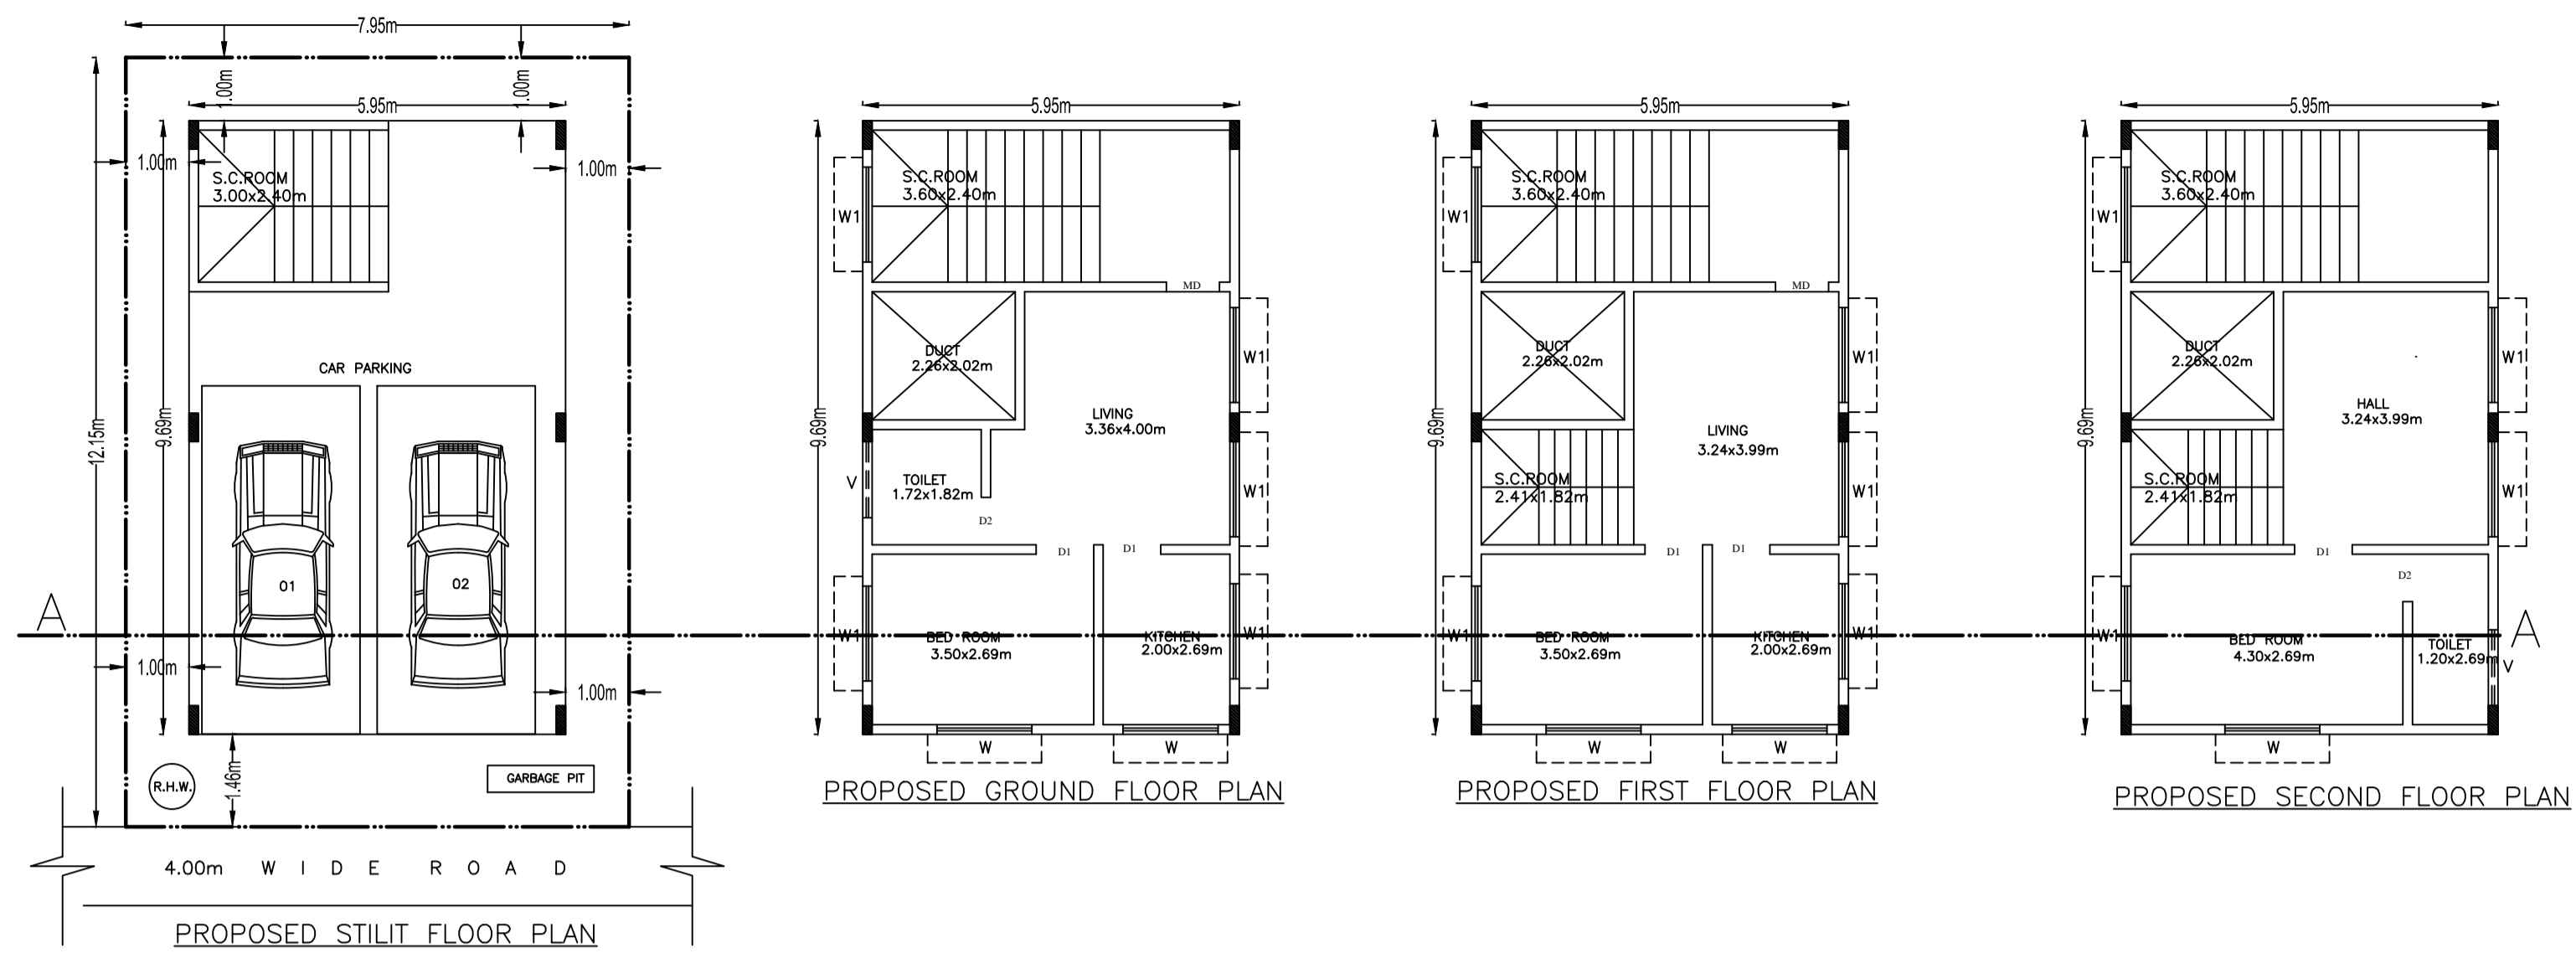 7.95m
1.00m
1.00m
5.95m
1.00m
1.00m
S.C.ROOM
3.00x2.40m
CAR PARKING
12.15m
9.69m
01
02
A
1.00m
1.00m
R.H.W.
1.46m
GARBAGE PIT
4.00m WIDE ROAD
PROPOSED STILIT FLOOR PLAN
5.95m
S.C.ROOM
3.60x2.40m
W1
MD
DUCT
2.26x2.02m
W1
9.69m
LIVING
3.36x4.00m
V
TOILET
1.72x1.82m
W1
D2
D1
D1
W1
BED ROOM
3.50x2.69m
KITCHEN
2.00x2.69m
W1
W
W
PROPOSED GROUND FLOOR PLAN
5.95m
S.C.ROOM
3.60x2.40m
W1
MD
DUCT
2.26x2.02m
W1
9.69m
LIVING
3.24x3.99m
S.C.ROOM
2.41x1.82m
W1
D1
D1
W1
BED ROOM
3.50x2.69m
KITCHEN
2.00x2.69m
W1
W
W
PROPOSED FIRST FLOOR PLAN
5.95m
S.C.ROOM
3.60x2.40m
W1
DUCT
2.26x2.02m
W1
9.69m
HALL
3.24x3.99m
S.C.ROOM
2.41x1.82m
W1
D1
D2
W1
BED ROOM
4.30x2.69m
TOILET
1.20x2.69m
V
A
W
PROPOSED SECOND FLOOR PLAN